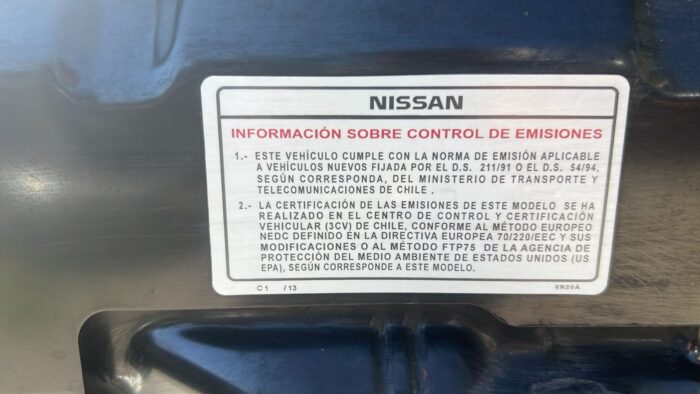 NISSAN
INFORMACIÓN SOBRE CONTROL DE EMISIONES
1.- ESTE VEHÍCULO CUMPLE CON LA NORMA DE EMISIÓN APLICABLE
A VEHÍCULOS NUEVOS FIJADA POR EL D.S. 211/91 O EL D.S. 54/94,
SEGÚN CORRESPONDA, DEL MINISTERIO DE TRANSPORTE Y
TELECOMUNICACIONES DE CHILE .
2.- LA CERTIFICACIÓN DE LAS EMISIONES DE ESTE MODELO SE HA
REALIZADO EN EL CENTRO DE CONTROL Y CERTIFICACIÓN
VEHICULAR (3CV) DE CHILE, CONFORME AL MÉTODO EUROPEO
NEDC DEFINIDO EN LA DIRECTIVA EUROPEA 70/220/EEC Y SUS
MODIFICACIONES O AL MÉTODO FTP75 DE LA AGENCIA DE
PROTECCIÓN DEL MEDIO AMBIENTE DE ESTADOS UNIDOS (US
EPA), SEGÚN CORRESPONDE A ESTE MODELO.
C1 /13 VN20A